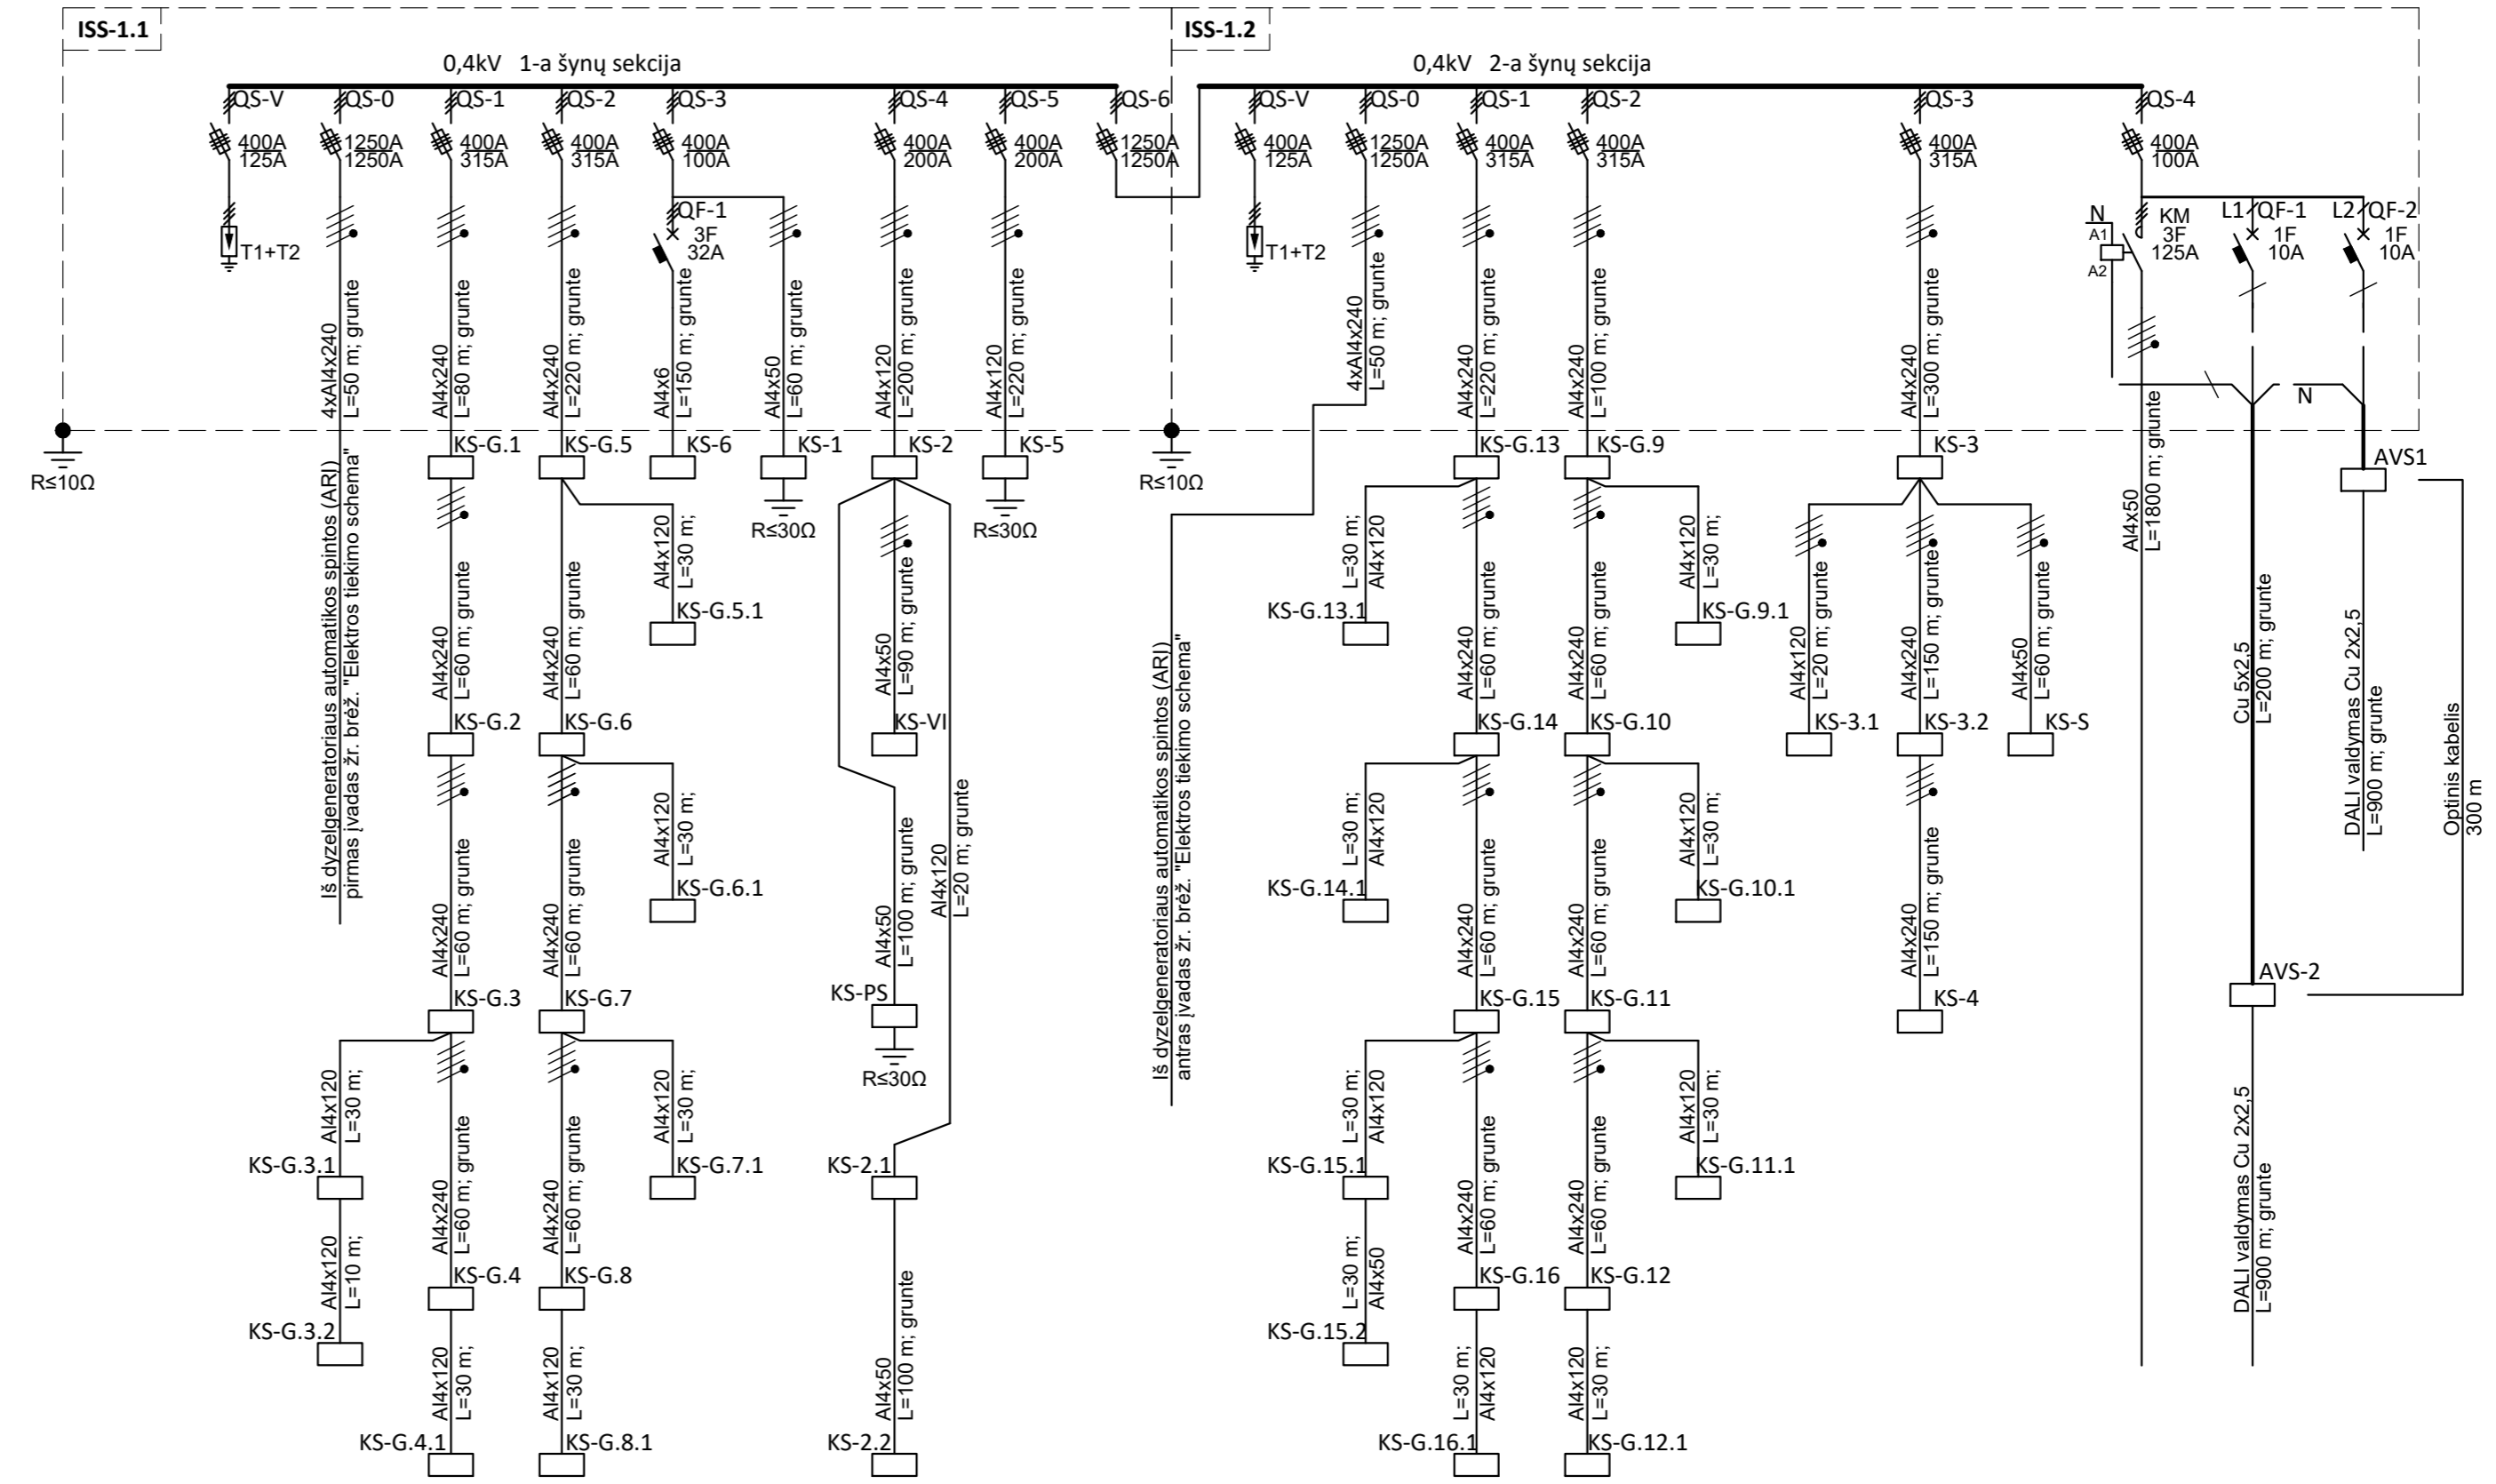 ISS-1.1
ISS-1.2
0,4kV 1-a šynų sekcija
0,4kV 2-a šynų sekcija
QS-V
QS-0
QS-1
QS-2
QS-3
QS-4
QS-5
QS-6
QS-V
QS-0
QS-1
QS-2
QS-3
QS-4
400A
125A
1250A
1250A
400A
315A
400A
315A
400A
100A
400A
200A
400A
200A
1250A
1250A
400A
125A
1250A
1250A
400A
315A
400A
315A
400A
315A
400A
100A
T1+T2
QF-1
3F
32A
T1+T2
N
A1
A2
KM
3F
125A
L1
QF-1
1F
10A
L2
QF-2
1F
10A
4xAl4x240
L=50 m; grunte
Al4x240
L=80 m; grunte
Al4x240
L=220 m; grunte
Al4x6
L=150 m; grunte
Al4x50
L=60 m; grunte
Al4x120
L=200 m; grunte
Al4x120
L=220 m; grunte
4xAl4x240
L=50 m; grunte
Al4x240
L=220 m; grunte
Al4x240
L=100 m; grunte
Al4x240
L=300 m; grunte
N
Al4x50
L=1800 m; grunte
R≤10Ω
R≤10Ω
KS-G.1
KS-G.5
KS-6
KS-1
KS-2
KS-5
KS-G.13
KS-G.9
KS-3
AVS1
R≤30Ω
R≤30Ω
Iš dyzelgeneratoriaus automatikos spintos (ARĮ)
pirmas įvadas žr. brėž. "Elektros tiekimo schema"
Al4x240
L=60 m; grunte
Al4x240
L=60 m; grunte
Al4x120
L=30 m;
KS-G.5.1
Al4x50
L=90 m; grunte
Al4x120
L=20 m; grunte
Iš dyzelgeneratoriaus automatikos spintos (ARĮ)
antras įvadas žr. brėž. "Elektros tiekimo schema"
L=30 m;
Al4x120
KS-G.13.1
Al4x240
L=60 m; grunte
Al4x240
L=60 m; grunte
Al4x120
L=30 m;
KS-G.9.1
Al4x120
L=20 m; grunte
Al4x240
L=150 m; grunte
Al4x50
L=60 m; grunte
Cu 5x2,5
L=200 m; grunte
DALI valdymas Cu 2x2,5
L=900 m; grunte
Optinis kabelis
300 m
KS-G.2
KS-G.6
KS-VI
KS-G.14
KS-G.10
KS-3.1
KS-3.2
KS-S
Al4x240
L=60 m; grunte
Al4x240
L=60 m; grunte
Al4x120
L=30 m;
KS-G.6.1
Al4x50
L=100 m; grunte
L=30 m;
Al4x120
KS-G.14.1
Al4x240
L=60 m; grunte
Al4x240
L=60 m; grunte
Al4x120
L=30 m;
KS-G.10.1
Al4x240
L=150 m; grunte
AVS-2
KS-G.3
KS-G.7
KS-PS
R≤30Ω
KS-G.15
KS-G.11
KS-4
Al4x120
L=30 m;
KS-G.3.1
Al4x240
L=60 m; grunte
Al4x240
L=60 m; grunte
Al4x120
L=30 m;
KS-G.7.1
KS-2.1
L=30 m;
Al4x120
KS-G.15.1
Al4x240
L=60 m; grunte
Al4x240
L=60 m; grunte
Al4x120
L=30 m;
KS-G.11.1
DALI valdymas Cu 2x2,5
L=900 m; grunte
Al4x120
L=10 m;
KS-G.3.2
KS-G.4
KS-G.8
Al4x50
L=100 m; grunte
L=30 m;
Al4x50
KS-G.15.2
KS-G.16
KS-G.12
Al4x120
L=30 m;
KS-G.4.1
Al4x120
L=30 m;
KS-G.8.1
KS-2.2
L=30 m;
Al4x120
KS-G.16.1
Al4x120
L=30 m;
KS-G.12.1